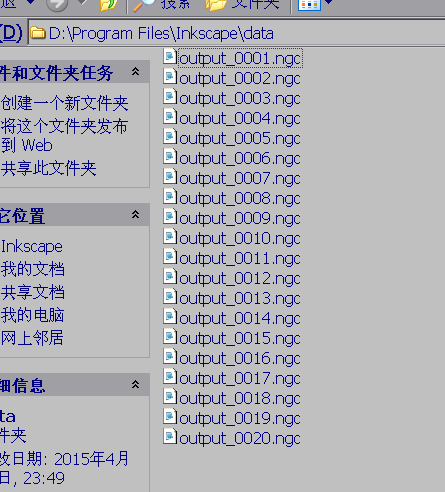 搜索 文件夹
(D) D:\Program Files\Inkscape\data
件和文件夹任务
创建一个新文件夹
将这个文件夹发布
到 Web
共享此文件夹
它位置
Inkscape
我的文档
共享文档
我的电脑
网上邻居
细信息
ta
件夹
改日期: 2015年4月
日, 23:49
output_0001.ngc
output_0002.ngc
output_0003.ngc
output_0004.ngc
output_0005.ngc
output_0006.ngc
output_0007.ngc
output_0008.ngc
output_0009.ngc
output_0010.ngc
output_0011.ngc
output_0012.ngc
output_0013.ngc
output_0014.ngc
output_0015.ngc
output_0016.ngc
output_0017.ngc
output_0018.ngc
output_0019.ngc
output_0020.ngc